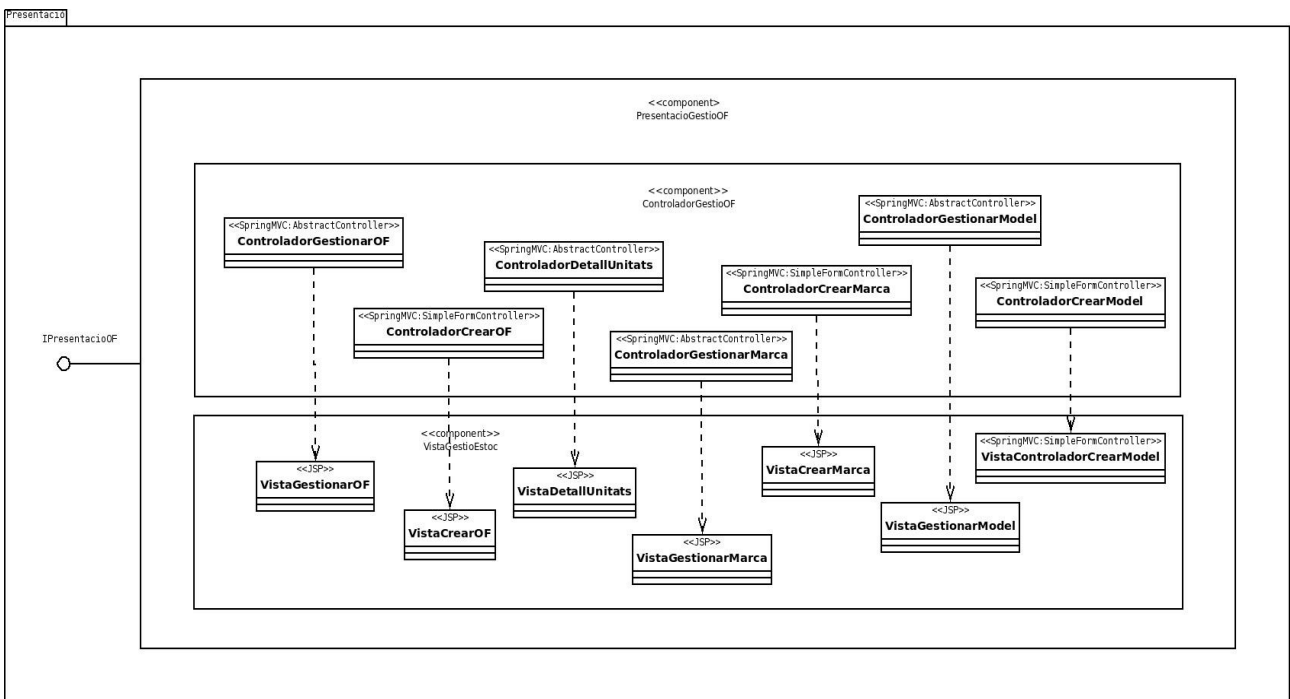 Presentacio
<<component>
PresentacioGestioOF
<<component>>
ControladorGestioOF
<<SpringMVC:AbstractController>>
ControladorGestionarOF
<<SpringMVC:AbstractController>>
ControladorDetallUnitats
<<SpringMVC:AbstractController>>
ControladorGestionarModel
<<SpringMVC:SimpleFormController>>
ControladorCrearMarca
<<SpringMVC:SimpleFormController>>
ControladorCrearModel
<<SpringMVC:SimpleFormController>>
ControladorCrearOF
<<SpringMVC:AbstractController>>
ControladorGestionarMarca
IPresentacioOF
<<component>>
VistaGestioEstoc
<<JSP>>
VistaGestionarOF
<<JSP>>
VistaCrearOF
<<JSP>>
VistaDetallUnitats
<<JSP>>
VistaGestionarMarca
<<JSP>>
VistaCrearMarca
<<JSP>>
VistaGestionarModel
<<SpringMVC:SimpleFormController>>
VistaControladorCrearModel